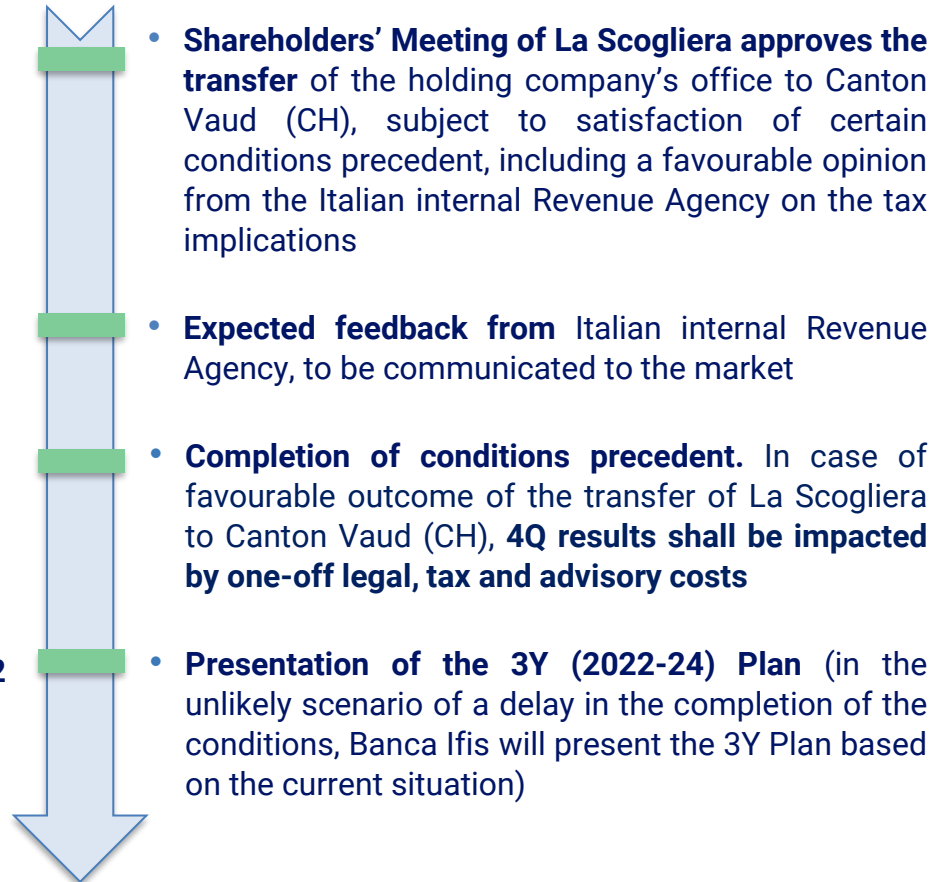 • Shareholders’ Meeting of La Scogliera approves the
transfer of the holding company’s office to Canton
Vaud (CH), subject to satisfaction of certain
conditions precedent, including a favourable opinion
from the Italian internal Revenue Agency on the tax
implications
• Expected feedback from Italian internal Revenue
Agency, to be communicated to the market
• Completion of conditions precedent. In case of
favourable outcome of the transfer of La Scogliera
to Canton Vaud (CH), 4Q results shall be impacted
by one-off legal, tax and advisory costs
2
• Presentation of the 3Y (2022-24) Plan (in the
unlikely scenario of a delay in the completion of the
conditions, Banca Ifis will present the 3Y Plan based
on the current situation)